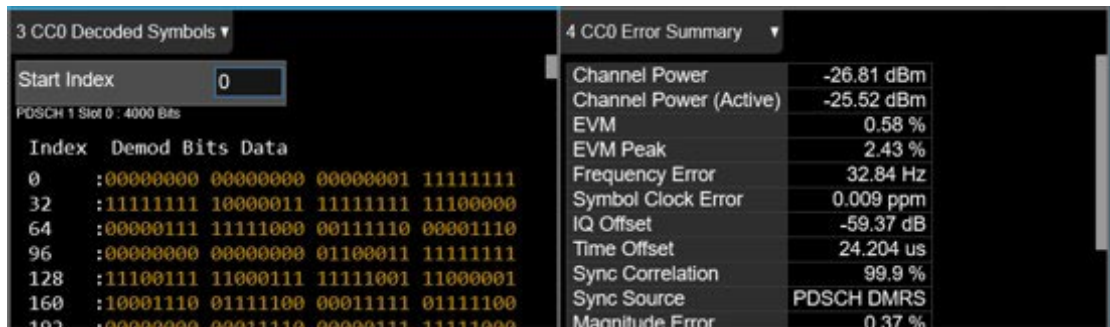 3 CC0 Decoded Symbols
Start Index 0
PDSCH 1 Slot 0 : 4000 Bits
Index Demod Bits Data
0 :00000000 00000000 00000001 11111111
32 :11111111 10000011 11111111 11100000
64 :00000111 11111000 00111110 00001110
96 :00000000 00000000 01100011 11111111
128 :11100111 11000111 11111001 11000001
160 :10001110 01111100 00011111 01111100
192 :00000000 00011110 00000111 11111000
4 CC0 Error Summary
Channel Power -26.81 dBm
Channel Power (Active) -25.52 dBm
EVM 0.58 %
EVM Peak 2.43 %
Frequency Error 32.84 Hz
Symbol Clock Error 0.009 ppm
IQ Offset -59.37 dB
Time Offset 24.204 us
Sync Correlation 99.9 %
Sync Source PDSCH DMRS
Magnitude Error 0.37 %